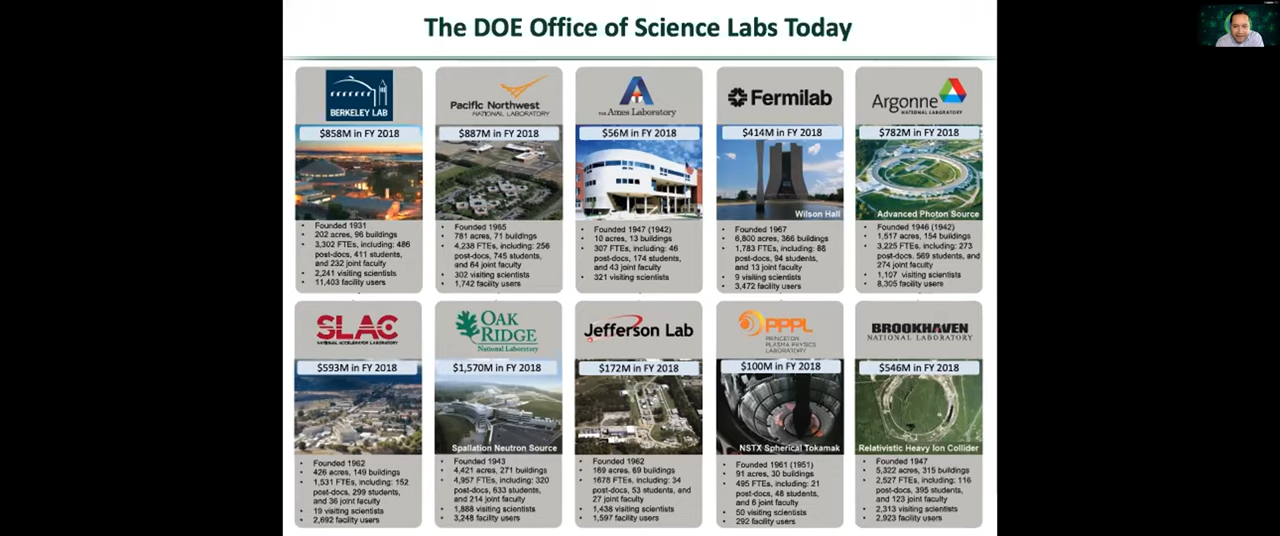 The DOE Office of Science Labs Today
BERKELEY LAB
$858M in FY 2018
• Founded 1931
• 202 acres, 96 buildings
• 3,302 FTEs, including: 486
post-docs, 411 students,
and 232 joint faculty
• 2,241 visiting scientists
• 11,403 facility users
Pacific Northwest
NATIONAL LABORATORY
$887M in FY 2018
• Founded 1965
• 781 acres, 71 buildings
• 4,238 FTEs, including: 256
post-docs, 745 students,
and 64 joint faculty
• 302 visiting scientists
• 1,742 facility users
THE Ames Laboratory
$56M in FY 2018
• Founded 1947 (1942)
• 10 acres, 13 buildings
• 307 FTEs, including: 46
post-docs, 174 students,
and 43 joint faculty
• 321 visiting scientists
Fermilab
$414M in FY 2018
Wilson Hall
• Founded 1967
• 6,800 acres, 366 buildings
• 1,783 FTEs, including: 88
post-docs, 94 students,
and 13 joint faculty
• 9 visiting scientists
• 3,472 facility users
Argonne
NATIONAL LABORATORY
$782M in FY 2018
Advanced Photon Source
• Founded 1946 (1942)
• 1,517 acres, 154 buildings
• 3,225 FTEs, including: 273
post-docs, 569 students, and
274 joint faculty
• 1,107 visiting scientists
• 8,305 facility users
SLAC
NATIONAL ACCELERATOR LABORATORY
$593M in FY 2018
• Founded 1962
• 426 acres, 149 buildings
• 1,531 FTEs, including: 152
post-docs, 299 students,
and 36 joint faculty
• 19 visiting scientists
• 2,692 facility users
OAK
RIDGE
National Laboratory
$1,570M in FY 2018
Spallation Neutron Source
• Founded 1943
• 4,421 acres, 271 buildings
• 4,957 FTEs, including: 320
post-docs, 633 students,
and 214 joint faculty
• 1,888 visiting scientists
• 3,248 facility users
Jefferson Lab
$172M in FY 2018
• Founded 1962
• 169 acres, 69 buildings
• 1678 FTEs, including: 34
post-docs, 53 students, and
27 joint faculty
• 1,438 visiting scientists
• 1,597 facility users
PPPL
PRINCETON
PLASMA PHYSICS
LABORATORY
$100M in FY 2018
NSTX Spherical Tokamak
• Founded 1961 (1951)
• 91 acres, 30 buildings
• 495 FTEs, including: 21
post-docs, 48 students,
and 6 joint faculty
• 50 visiting scientists
• 292 facility users
BROOKHAVEN
NATIONAL LABORATORY
$546M in FY 2018
Relativistic Heavy Ion Collider
• Founded 1947
• 5,322 acres, 315 buildings
• 2,527 FTEs, including: 116
post-docs, 395 students,
and 123 joint faculty
• 2,313 visiting scientists
• 2,923 facility users